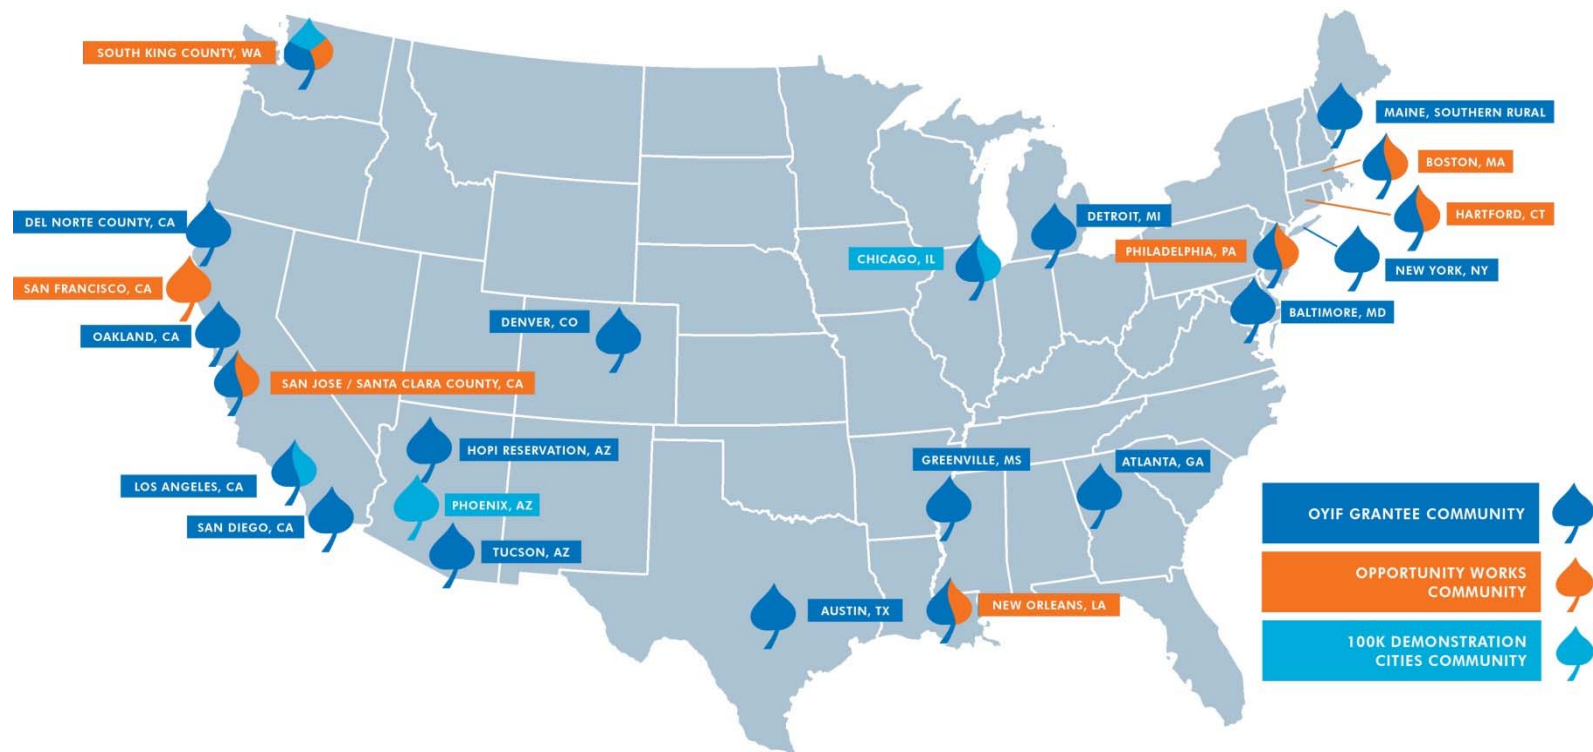 SOUTH KING COUNTY, WA
MAINE, SOUTHERN RURAL
BOSTON, MA
HARTFORD, CT
DEL NORTE COUNTY, CA
DETROIT, MI
CHICAGO, IL
PHILADELPHIA, PA
NEW YORK, NY
SAN FRANCISCO, CA
BALTIMORE, MD
OAKLAND, CA
DENVER, CO
SAN JOSE / SANTA CLARA COUNTY, CA
HOPI RESERVATION, AZ
GREENVILLE, MS
ATLANTA, GA
LOS ANGELES, CA
PHOENIX, AZ
SAN DIEGO, CA
TUCSON, AZ
AUSTIN, TX
NEW ORLEANS, LA
OYIF GRANTEE COMMUNITY
OPPORTUNITY WORKS
COMMUNITY
100K DEMONSTRATION
CITIES COMMUNITY